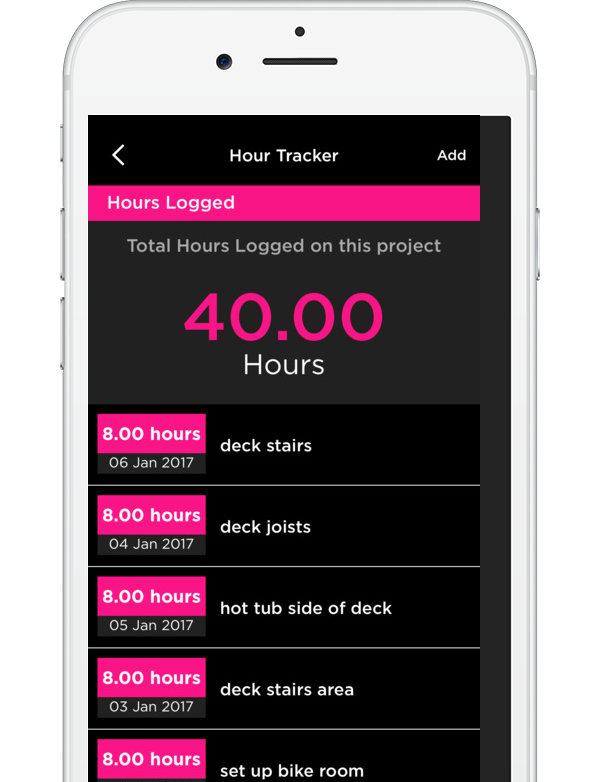 Hour Tracker
Add
Hours Logged
Total Hours Logged on this project
40.00
Hours
8.00 hours
06 Jan 2017
deck stairs
8.00 hours
04 Jan 2017
deck joists
8.00 hours
05 Jan 2017
hot tub side of deck
8.00 hours
03 Jan 2017
deck stairs area
8.00 hours
set up bike room